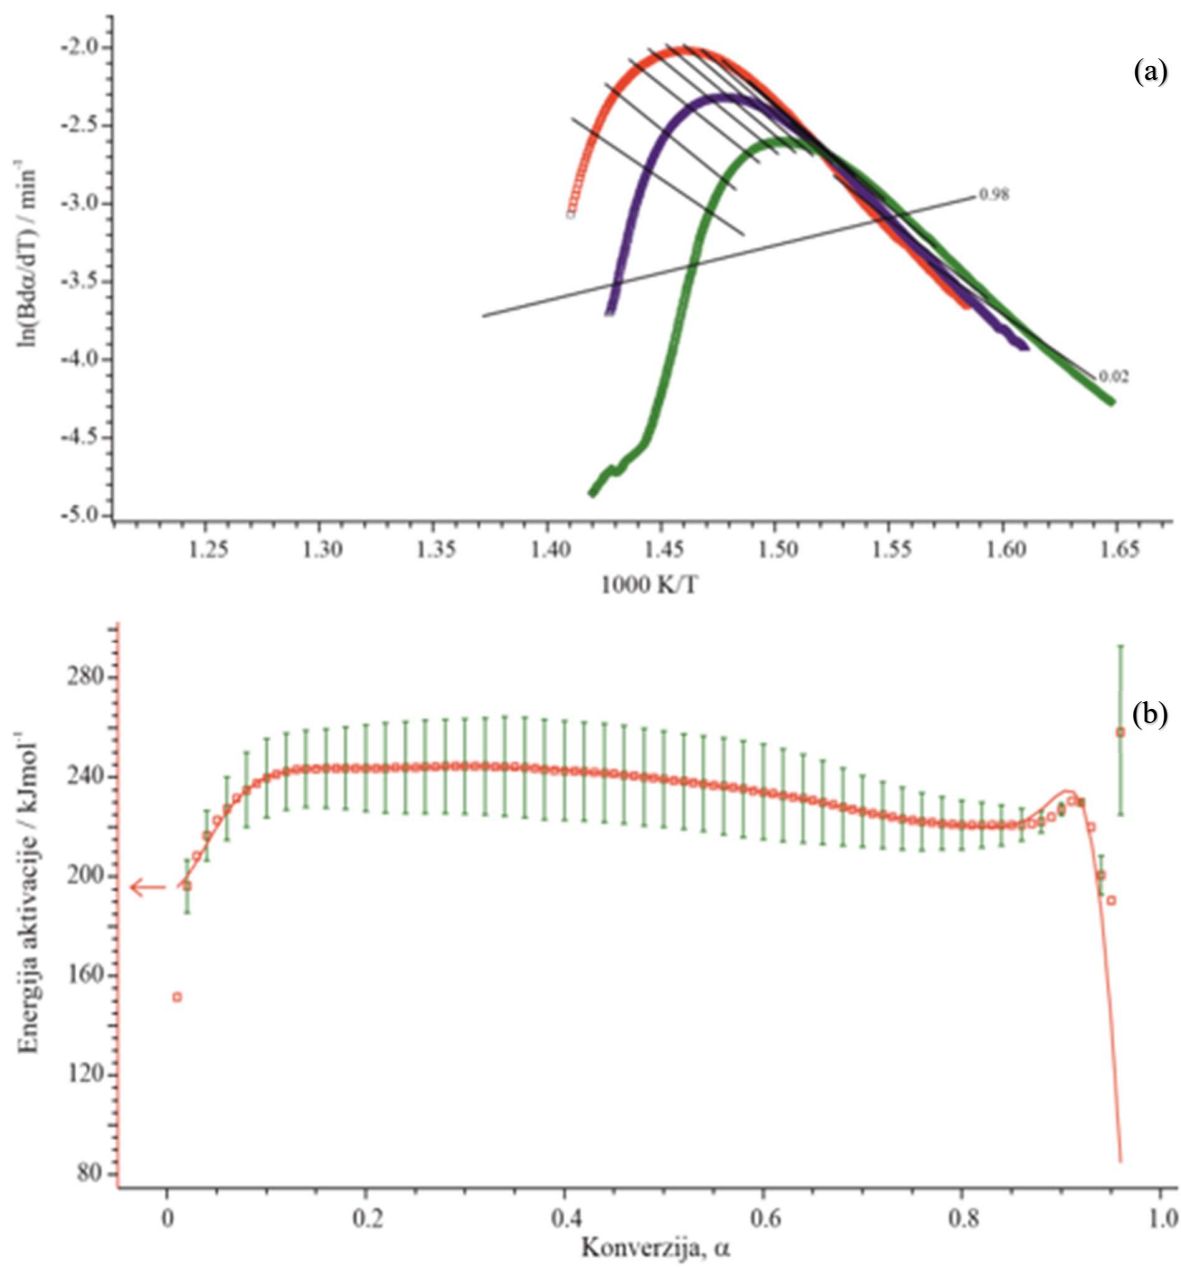 (a)
ln(Bdα/dT) / min⁻¹
-2.0
-2.5
-3.0
-3.5
-4.0
-4.5
-5.0
0.98
0.02
1.25 1.30 1.35 1.40 1.45 1.50 1.55 1.60 1.65
1000 K/T
(b)
Energija aktivacije / kJmol⁻¹
280
240
200
160
120
80
0 0.2 0.4 0.6 0.8 1.0
Konverzija, α